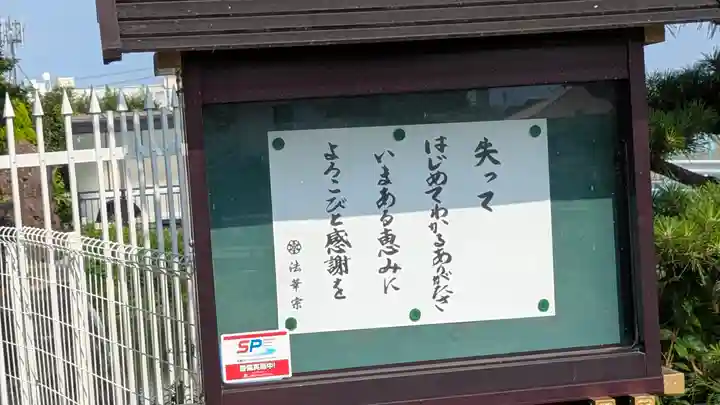 失って
はじめてわかるありがたさ
いまある恵みに
よろこびと感謝を
法華宗
SP
警備実施中!